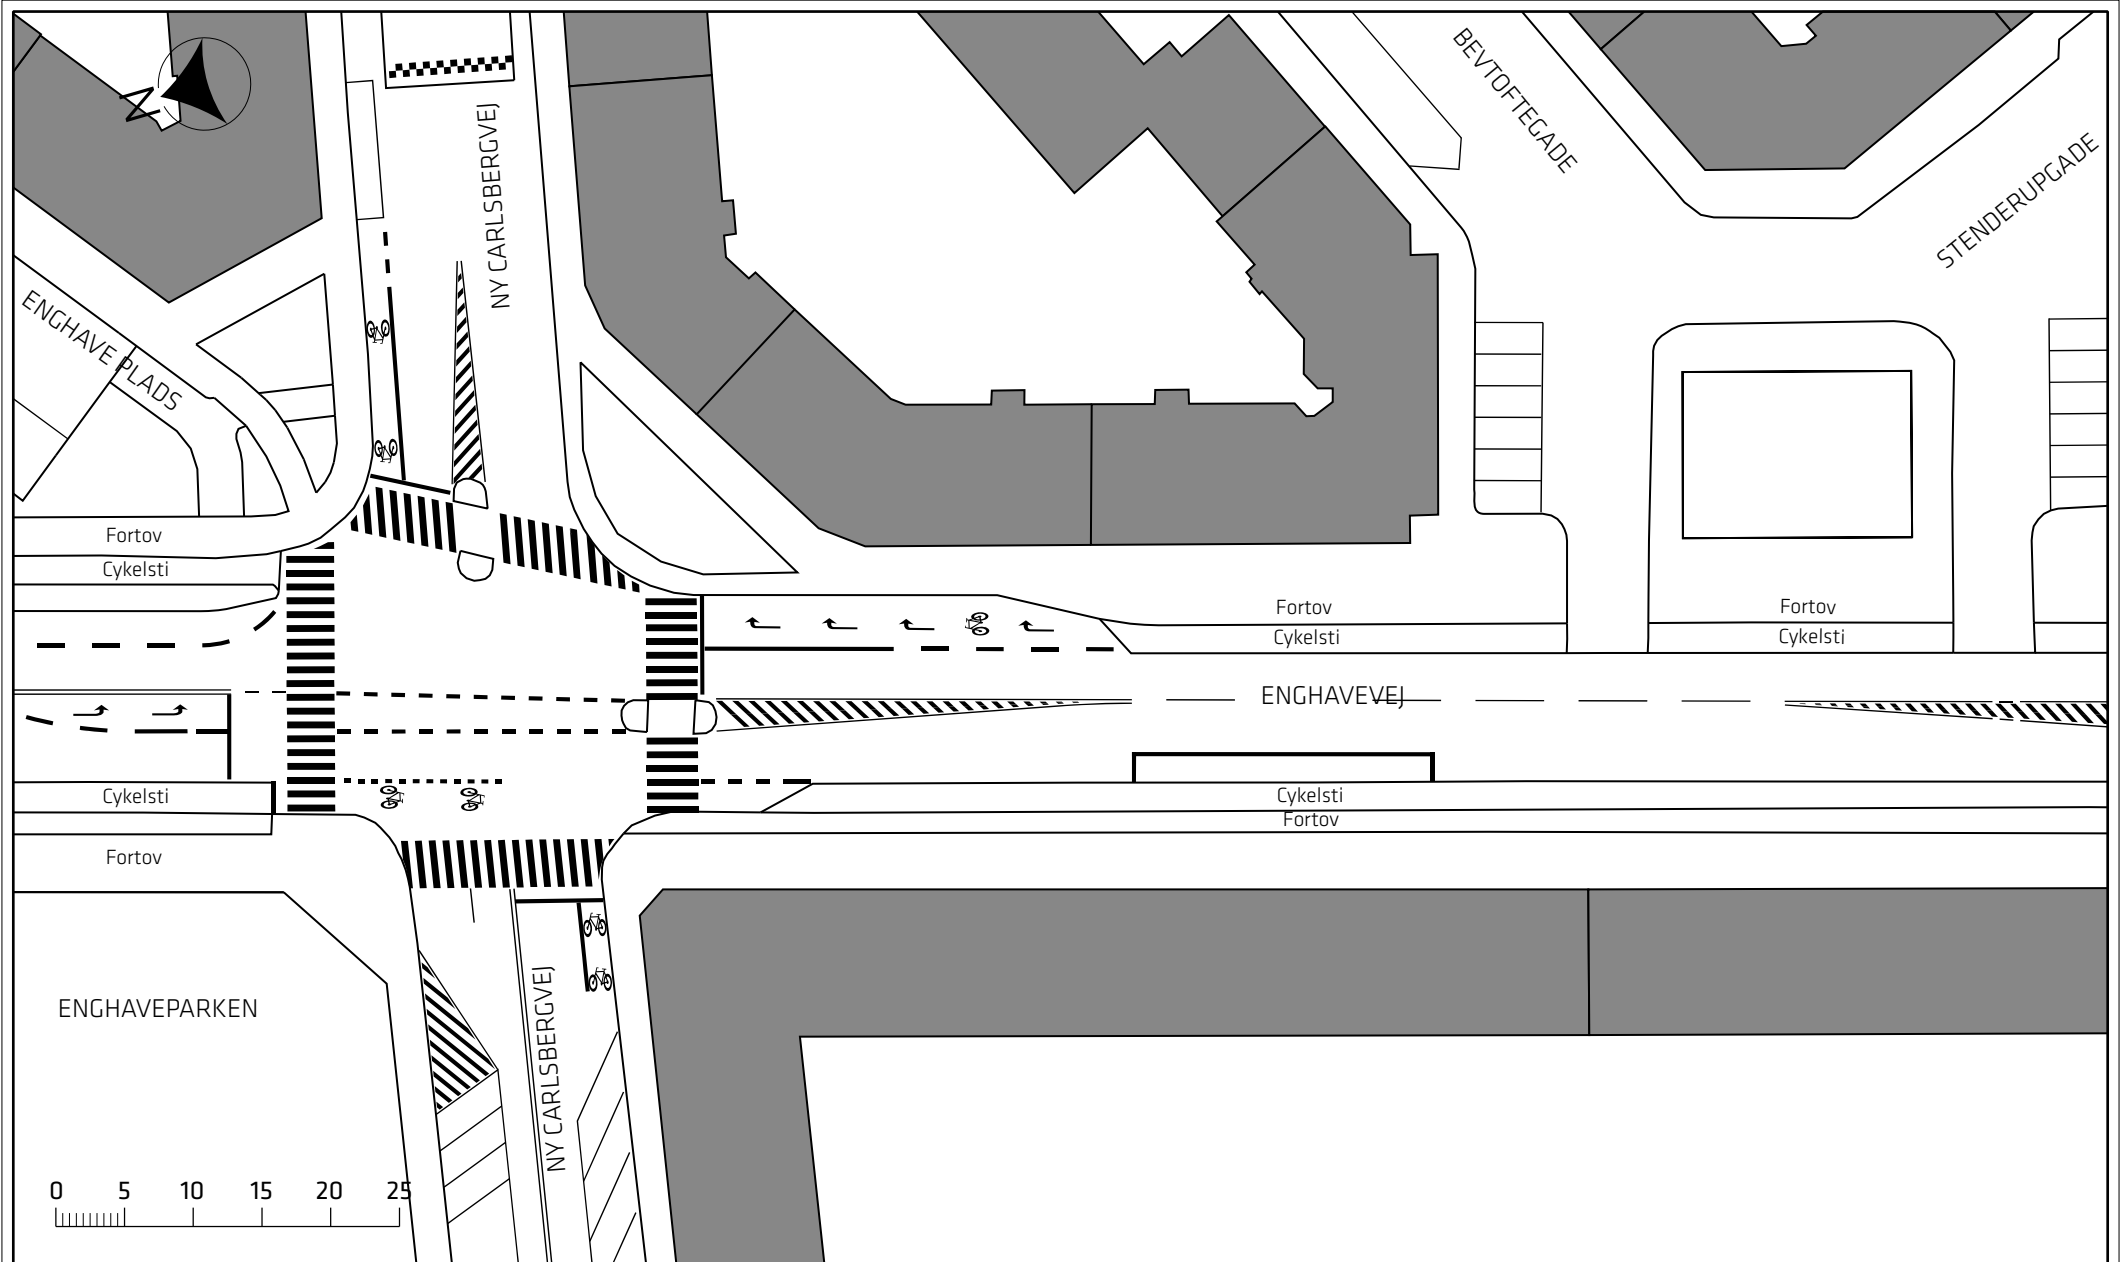 N
NY CARLSBERGVEJ
BEVTOFTEGADE
STENDERUPGADE
ENGHAVE PLADS
Fortov
Cykelsti
Fortov
Cykelsti
Fortov
Cykelsti
ENGHAVEVEJ
Cykelsti
Fortov
Cykelsti
Fortov
ENGHAVEPARKEN
NY CARLSBERGVEJ
0 5 10 15 20 25